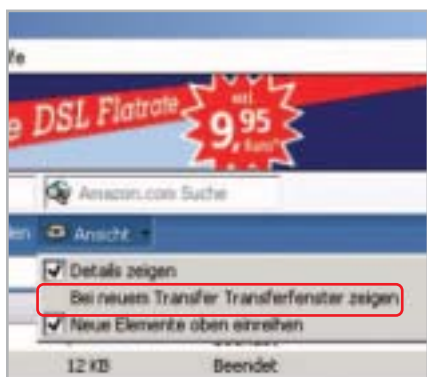 fe
e DSL Flatrate
9,95
Amazon.com Suche
en Ansicht
Details zeigen
Bei neuem Transfer Transferfenster zeigen
Neue Elemente oben einreihen
12 KB Beendet